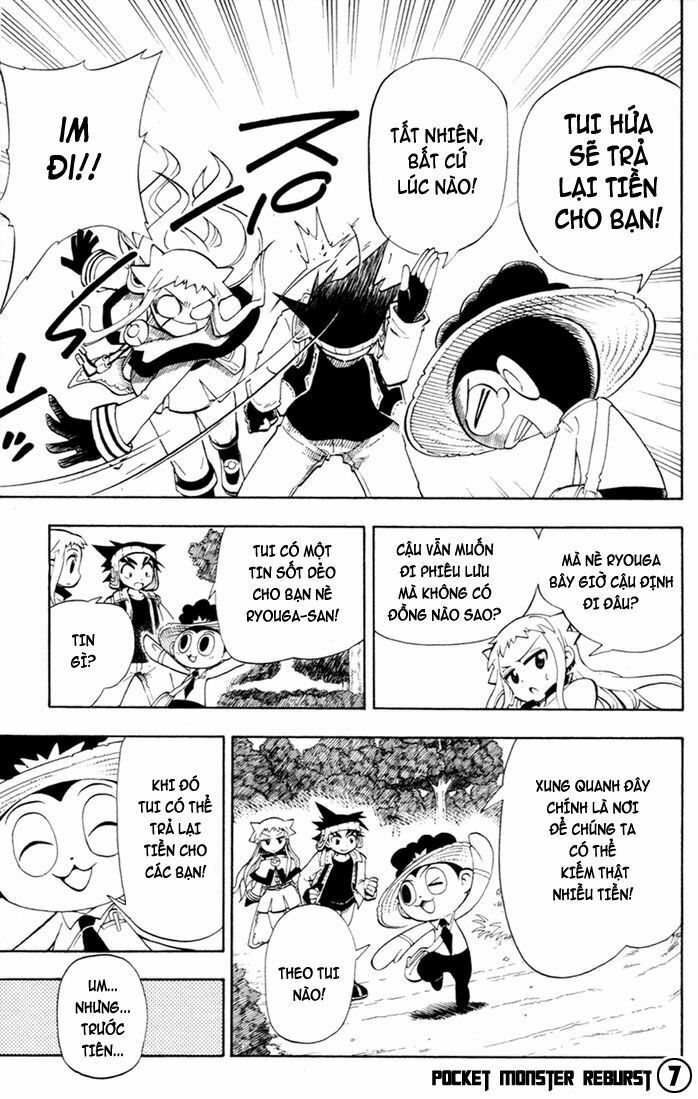 TUI HỨA
SẼ TRẢ
LẠI TIỀN
CHO BẠN!
TẤT NHIÊN,
BẤT CỨ
LÚC NÀO!
IM
ĐI!!
MÀ NÈ RYOUGA
BÂY GIỜ CẬU ĐỊNH
ĐI ĐÂU?
CẬU VẪN MUỐN
ĐI PHIÊU LƯU
MÀ KHÔNG CÓ
ĐỒNG NÀO SAO?
TUI CÓ MỘT
TIN SỐT DẺO
CHO BẠN NÈ
RYOUGA-SAN!
TIN
GÌ?
XUNG QUANH ĐÂY
CHÍNH LÀ NƠI
ĐỂ CHÚNG TA
CÓ THỂ
KIẾM THẬT
NHIỀU TIỀN!
THEO TUI
NÀO!
KHI ĐÓ
TUI CÓ THỂ
TRẢ LẠI
TIỀN CHO
CÁC BẠN!
UM...
NHƯNG...
TRƯỚC
TIÊN...
POCKET MONSTER REBURST 7